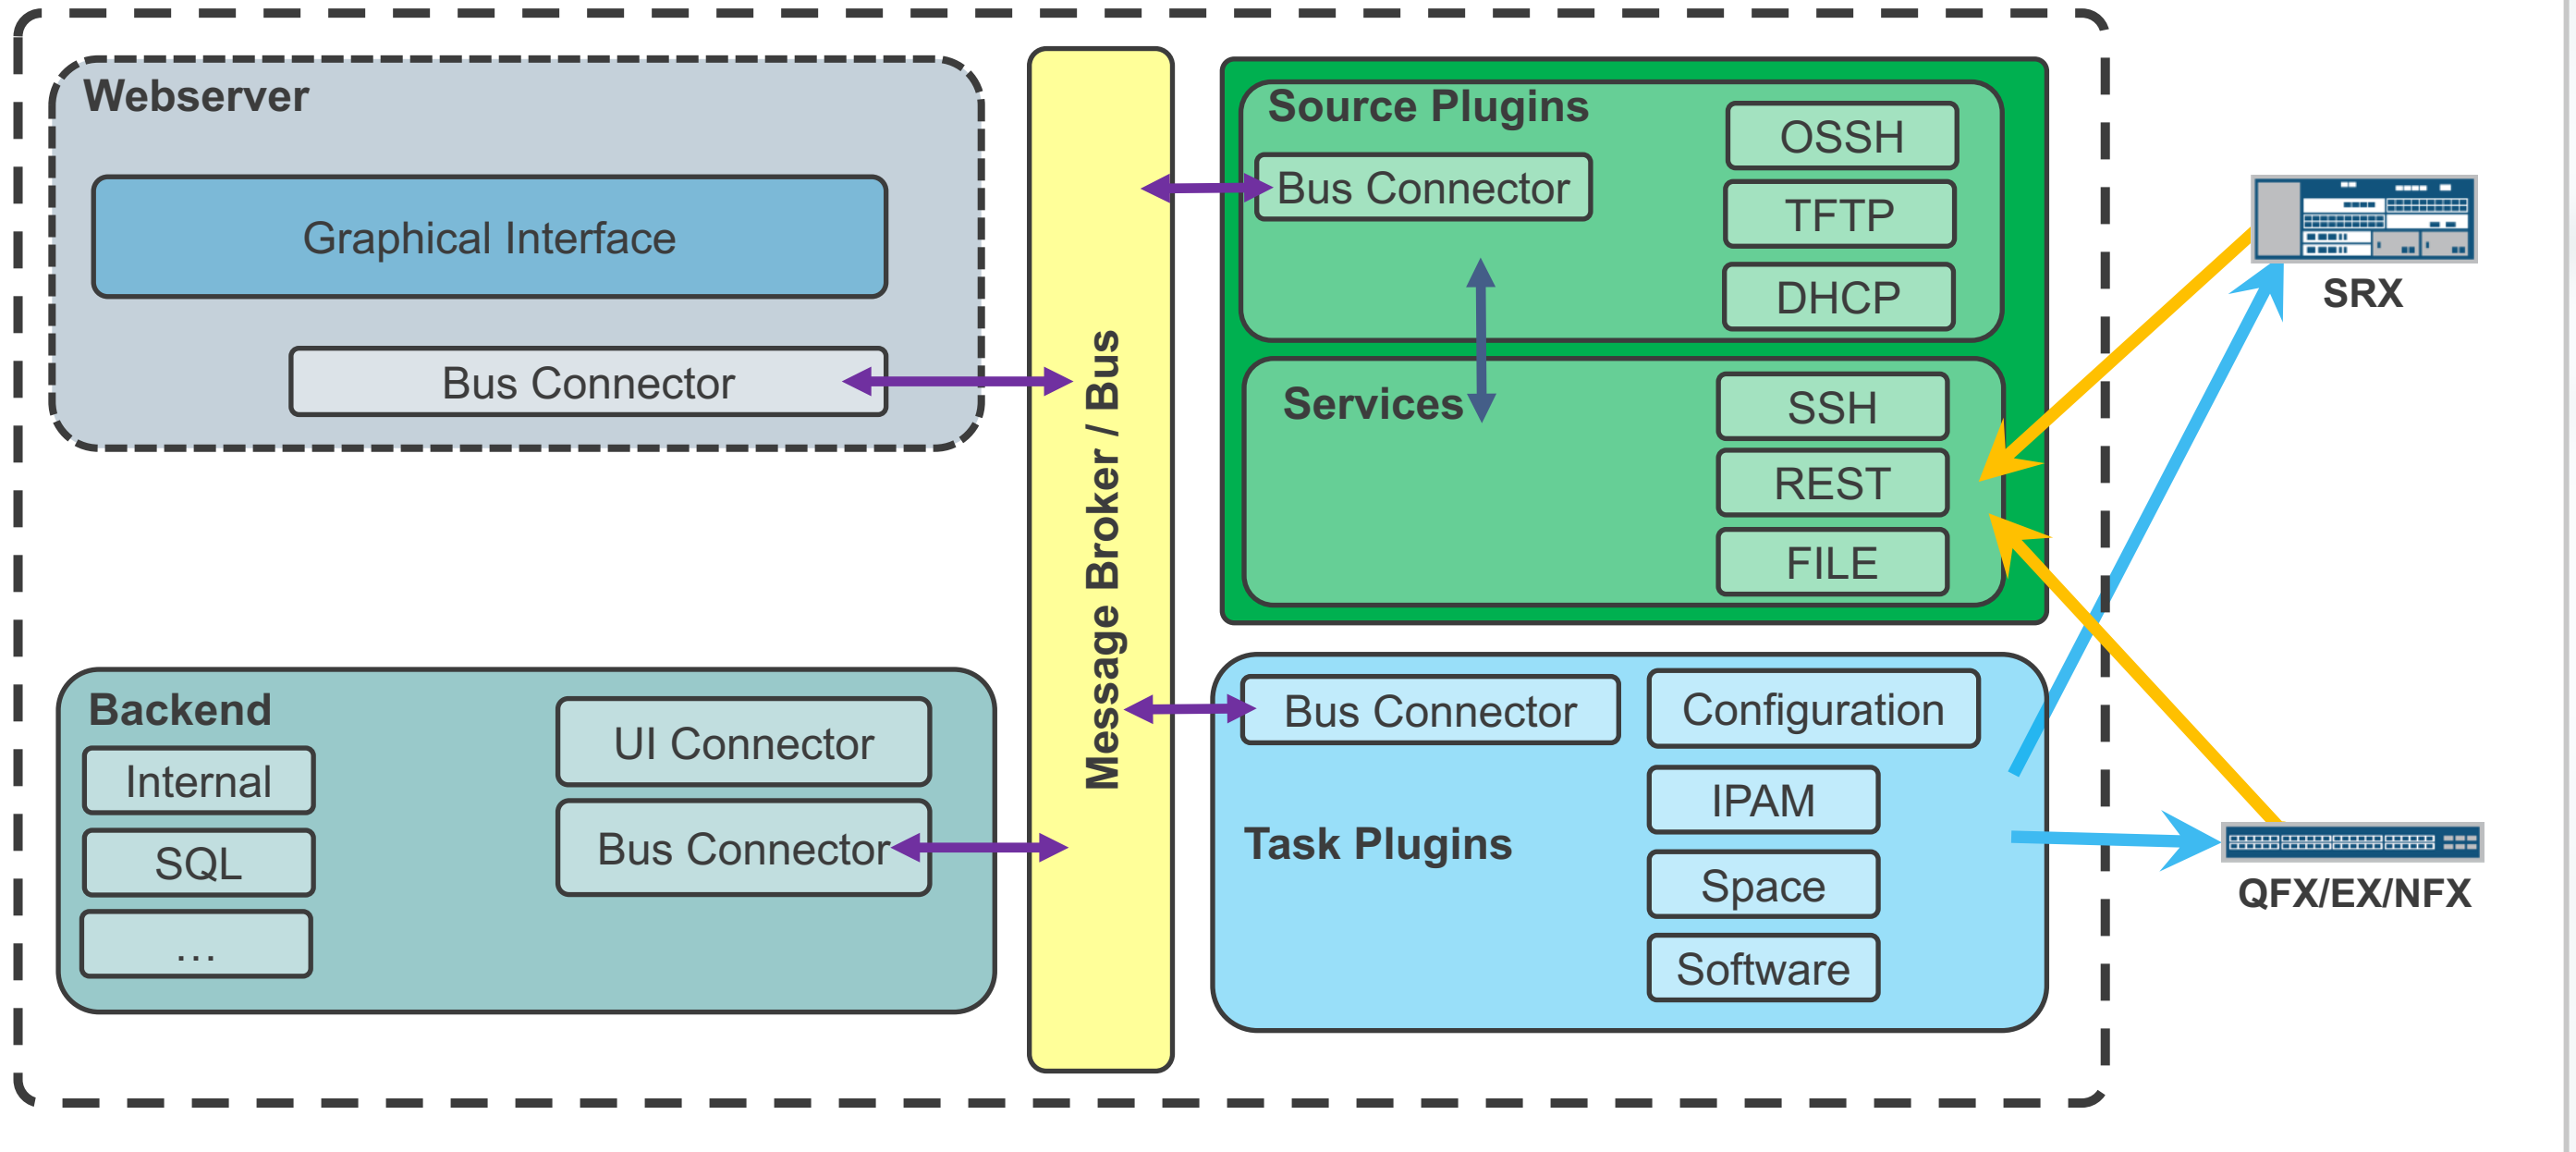 Webserver
Graphical Interface
Bus Connector
Backend
Internal
SQL
...
UI Connector
Bus Connector
Message Broker / Bus
Source Plugins
Bus Connector
OSSH
TFTP
DHCP
Services
SSH
REST
FILE
Bus Connector
Configuration
Task Plugins
IPAM
Space
Software
SRX
QFX/EX/NFX